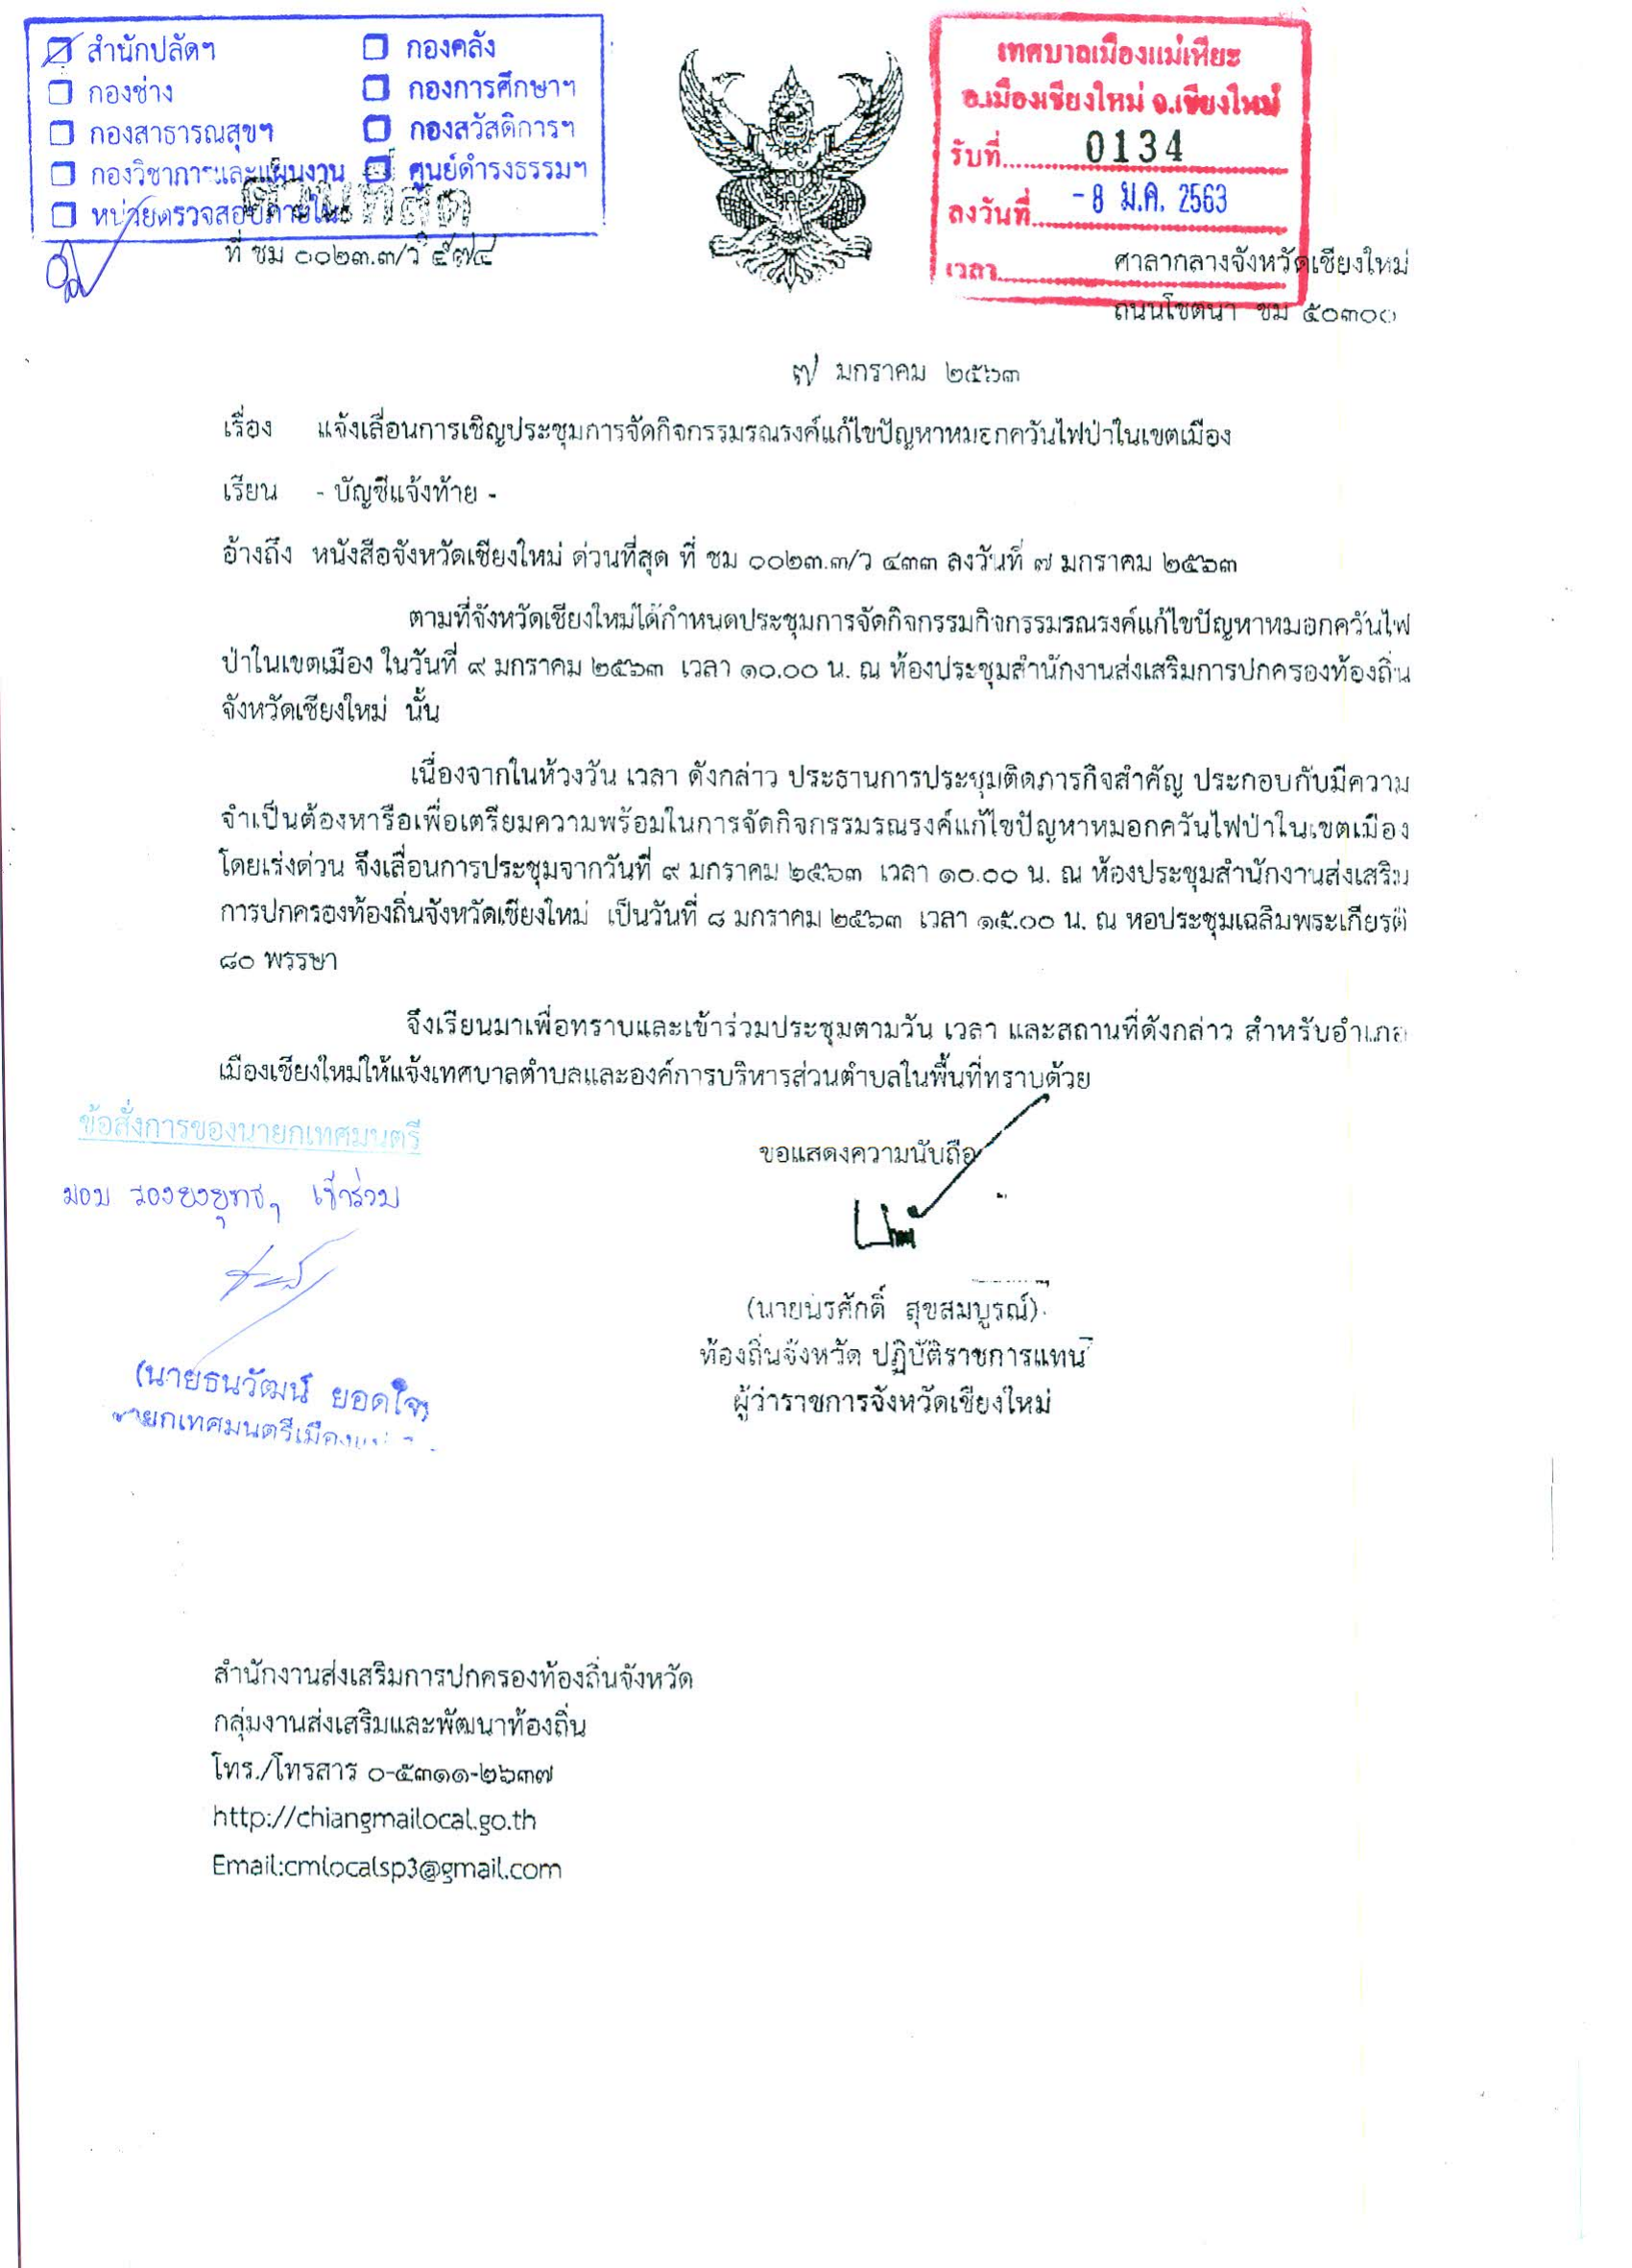 สำนักปลัดฯ
กองคลัง
กองช่าง
กองการศึกษาฯ
กองสาธารณสุขฯ
กองสวัสดิการฯ
กองวิชาการและแผนงาน
ศูนย์ดำรงธรรมฯ
หน่วยตรวจสอบภายใน
ด่วนที่สุด
ที่ ชม ๐๐๒๓.๓/ว ๕๗๔
เทศบาลเมืองแม่เหียะ
อ.เมืองเชียงใหม่ จ.เชียงใหม่
รับที่ 0134
ลงวันที่ - 8 ม.ค. 2563
เวลา
ศาลากลางจังหวัดเชียงใหม่
ถนนโชตนา ชม ๕๐๓๐๐
๗ มกราคม ๒๕๖๓
เรื่อง แจ้งเลื่อนการเชิญประชุมการจัดกิจกรรมรณรงค์แก้ไขปัญหาหมอกควันไฟป่าในเขตเมือง
เรียน - บัญชีแจ้งท้าย -
อ้างถึง หนังสือจังหวัดเชียงใหม่ ด่วนที่สุด ที่ ชม ๐๐๒๓.๓/ว ๔๓๓ ลงวันที่ ๗ มกราคม ๒๕๖๓
ตามที่จังหวัดเชียงใหม่ได้กำหนดประชุมการจัดกิจกรรมกิจกรรมรณรงค์แก้ไขปัญหาหมอกควันไฟ
ป่าในเขตเมือง ในวันที่ ๙ มกราคม ๒๕๖๓ เวลา ๑๐.๐๐ น. ณ ห้องประชุมสำนักงานส่งเสริมการปกครองท้องถิ่น
จังหวัดเชียงใหม่ นั้น
เนื่องจากในห้วงวัน เวลา ดังกล่าว ประธานการประชุมติดภารกิจสำคัญ ประกอบกับมีความ
จำเป็นต้องหารือเพื่อเตรียมความพร้อมในการจัดกิจกรรมรณรงค์แก้ไขปัญหาหมอกควันไฟป่าในเขตเมือง
โดยเร่งด่วน จึงเลื่อนการประชุมจากวันที่ ๙ มกราคม ๒๕๖๓ เวลา ๑๐.๐๐ น. ณ ห้องประชุมสำนักงานส่งเสริม
การปกครองท้องถิ่นจังหวัดเชียงใหม่ เป็นวันที่ ๘ มกราคม ๒๕๖๓ เวลา ๑๕.๐๐ น. ณ หอประชุมเฉลิมพระเกียรติ
๘๐ พรรษา
จึงเรียนมาเพื่อทราบและเข้าร่วมประชุมตามวัน เวลา และสถานที่ดังกล่าว สำหรับอำเภอ
เมืองเชียงใหม่ให้แจ้งเทศบาลตำบลและองค์การบริหารส่วนตำบลในพื้นที่ทราบด้วย
ข้อสั่งการของนายกเทศมนตรี
มอบ รองยงยุทธฯ เข้าร่วม
(นายธนวัฒน์ ยอดใจ)
นายกเทศมนตรีเมือง
ขอแสดงความนับถือ
(นายนรศักดิ์ สุขสมบูรณ์)
ท้องถิ่นจังหวัด ปฏิบัติราชการแทน
ผู้ว่าราชการจังหวัดเชียงใหม่
สำนักงานส่งเสริมการปกครองท้องถิ่นจังหวัด
กลุ่มงานส่งเสริมและพัฒนาท้องถิ่น
โทร./โทรสาร ๐-๕๓๑๑-๒๖๓๗
http://chiangmailocal.go.th
Email:cmlocalsp3@gmail.com